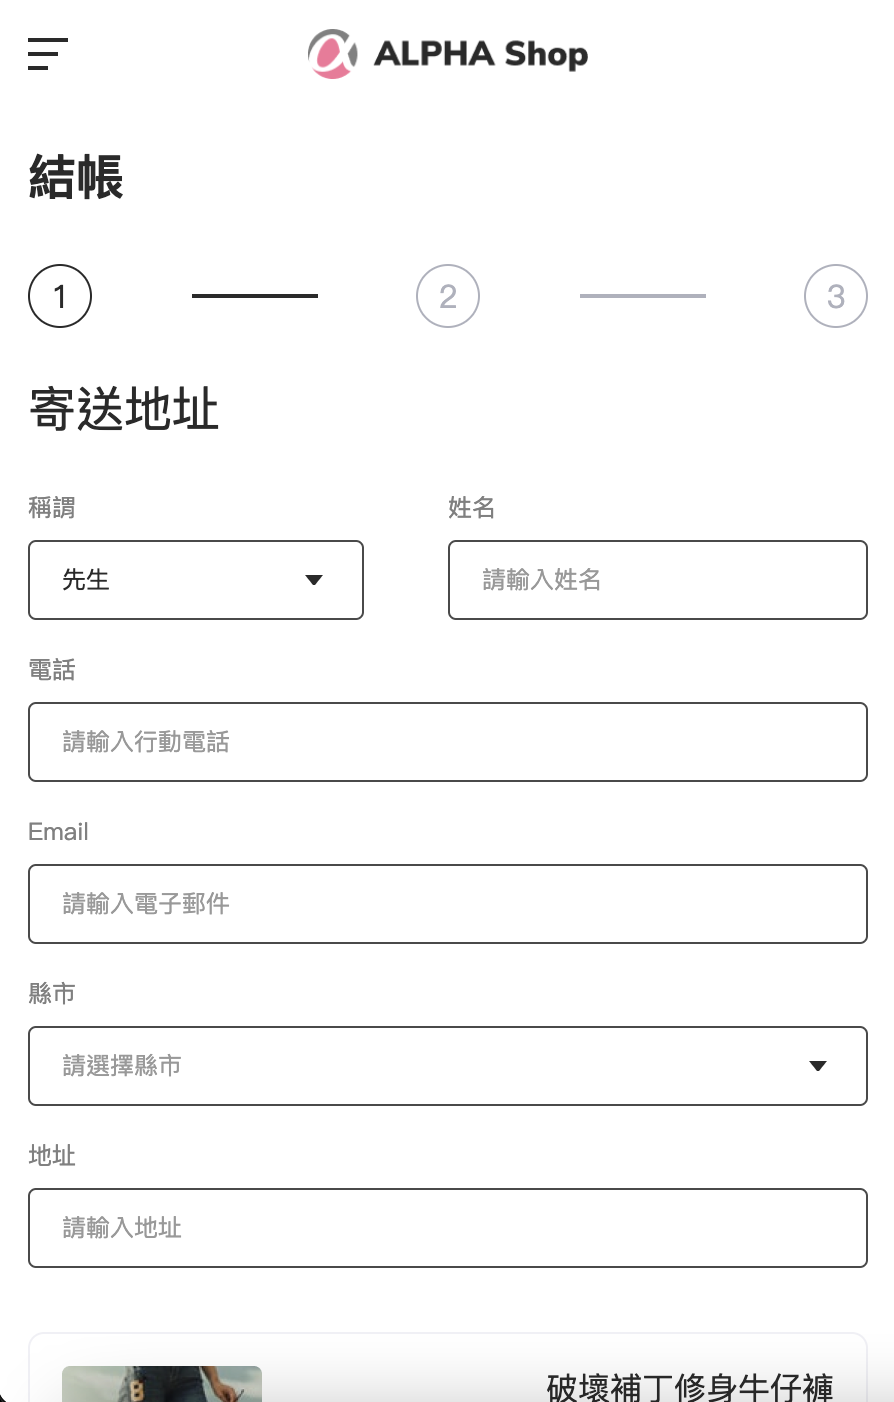 ALPHA Shop
結帳
1 2 3
寄送地址
稱謂 姓名
先生 請輸入姓名
電話
請輸入行動電話
Email
請輸入電子郵件
縣市
請選擇縣市
地址
請輸入地址
破壞補丁修身牛仔褲